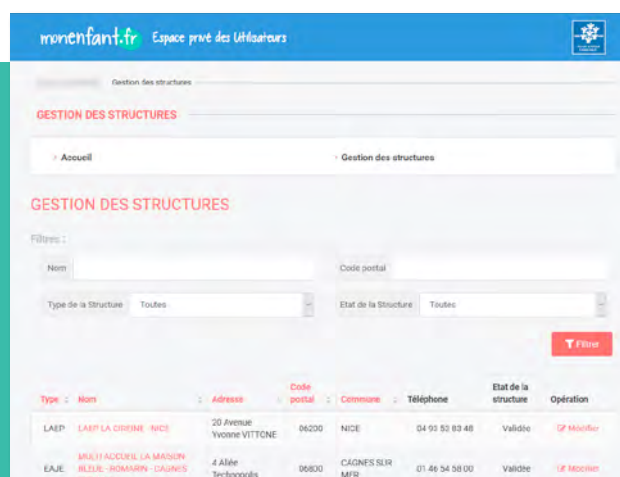 monenfant.fr Espace privé des Utilisateurs
Gestion des structures
GESTION DES STRUCTURES
> Accueil > Gestion des structures
GESTION DES STRUCTURES
Filtres :
Nom Code postal
Type de la Structure Toutes Etat de la Structure Toutes
Filtrer
Type Nom Adresse Code postal Commune Téléphone Etat de la structure Opération
LAEP LAEP LA - NICE 20 Avenue Yvonne VITTONE 06200 NICE 04 93 53 83 48 Validée Modifier
EAJE MULTI ACCUEIL LA MAISON BLEUE - ROMARIN - CAGNES 4 Allée Technopolis 06800 CAGNES SUR MER 01 46 54 58 00 Validée Modifier